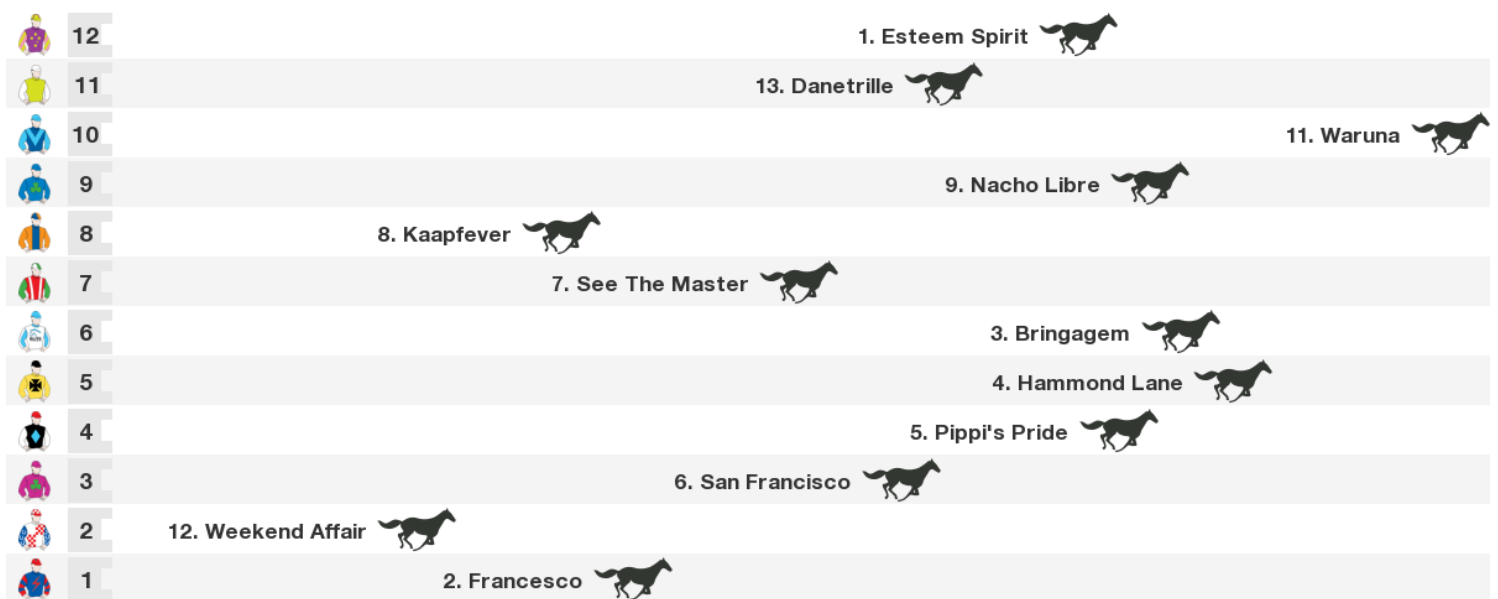 12 1. Esteem Spirit
11 13. Danetrille
10 11. Waruna
9 9. Nacho Libre
8 8. Kaapfever
7 7. See The Master
6 3. Bringagem
5 4. Hammond Lane
4 5. Pippi's Pride
3 6. San Francisco
2 12. Weekend Affair
1 2. Francesco